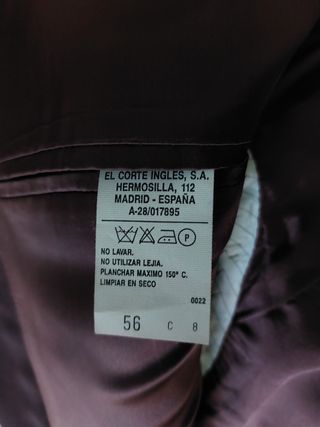 EL CORTE INGLES, S.A.
HERMOSILLA, 112
MADRID - ESPAÑA
A-28/017895
P
NO LAVAR.
NO UTILIZAR LEJIA.
PLANCHAR MAXIMO 150º C.
LIMPIAR EN SECO
0022
56 C 8